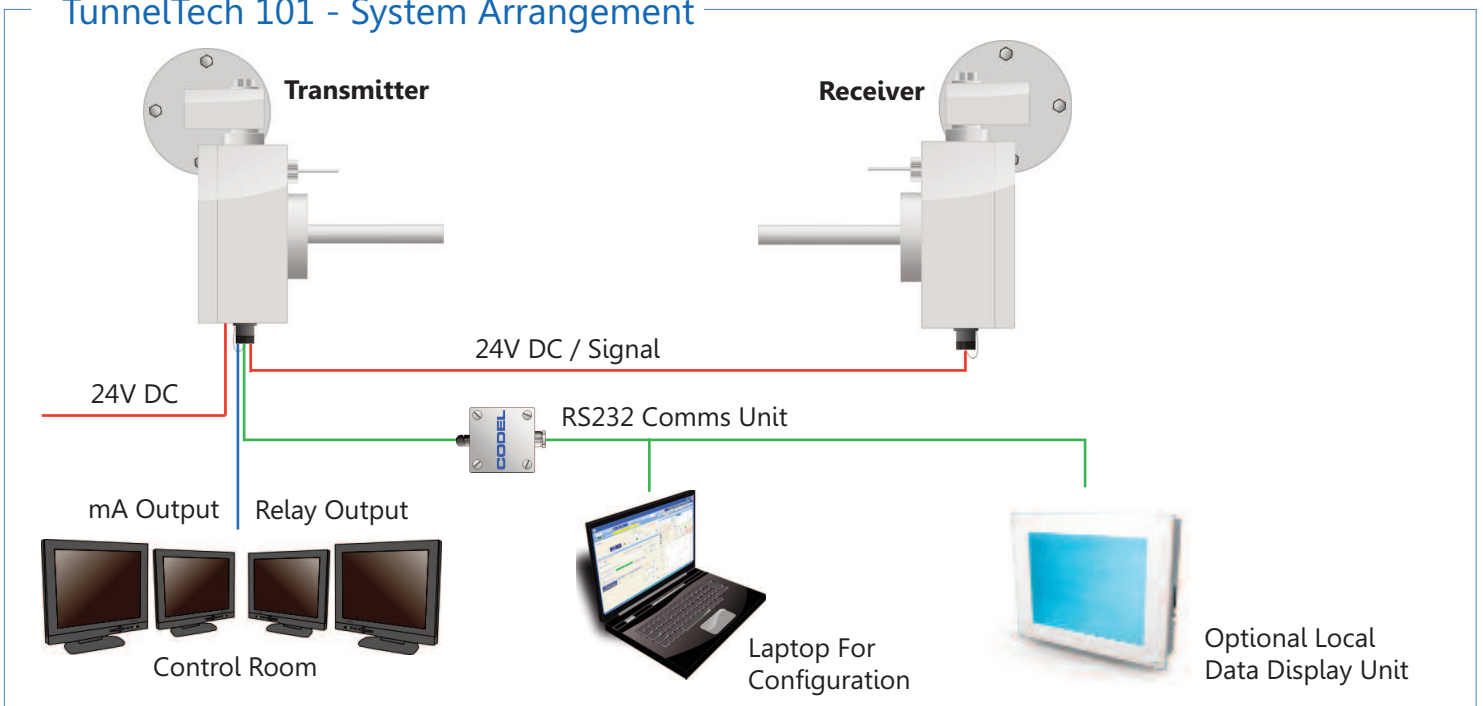 TunnelTech 101 - System Arrangement
Transmitter
Receiver
24V DC / Signal
24V DC
RS232 Comms Unit
CODEL
mA Output
Relay Output
Control Room
Laptop For
Configuration
Optional Local
Data Display Unit